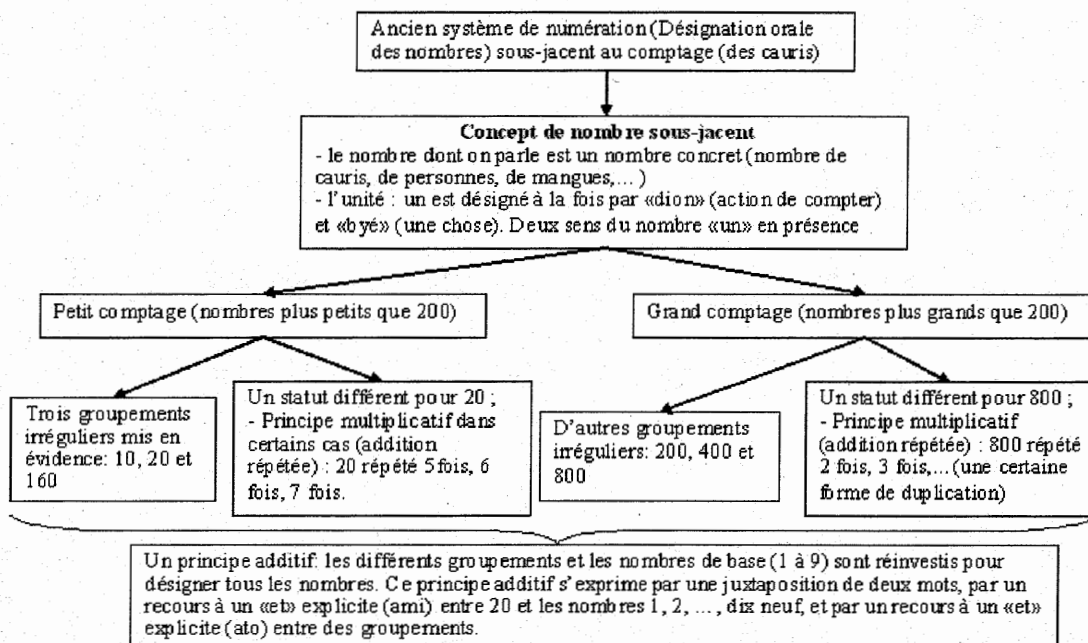 Ancien système de numération (Désignation orale
des nombres) sous-jacent au comptage (des cauris)
Concept de nombre sous-jacent
- le nombre dont on parle est un nombre concret (nombre de
cauris, de personnes, de mangues,... )
- l'unité : un est désigné à la fois par «dion» (action de compter)
et «byé» (une chose). Deux sens du nombre «un» en présence
Petit comptage (nombres plus petits que 200)
Grand comptage (nombres plus grands que 200)
Trois groupements
irréguliers mis en
évidence: 10, 20 et
160
Un statut différent pour 20 ;
- Principe multiplicatif dans
certains cas (addition
répétée) : 20 répété 5 fois, 6
fois, 7 fois.
D'autres groupements
irréguliers: 200, 400 et
800
Un statut différent pour 800 ;
- Principe multiplicatif
(addition répétée) : 800 répété
2 fois, 3 fois,... (une certaine
forme de duplication)
Un principe additif: les différents groupements et les nombres de base (1 à 9) sont réinvestis pour
désigner tous les nombres. Ce principe additif s'exprime par une juxtaposition de deux mots, par un
recours à un «et» explicite (ami) entre 20 et les nombres 1, 2, ..., dix neuf, et par un recours à un «et»
explicite (ato) entre des groupements.